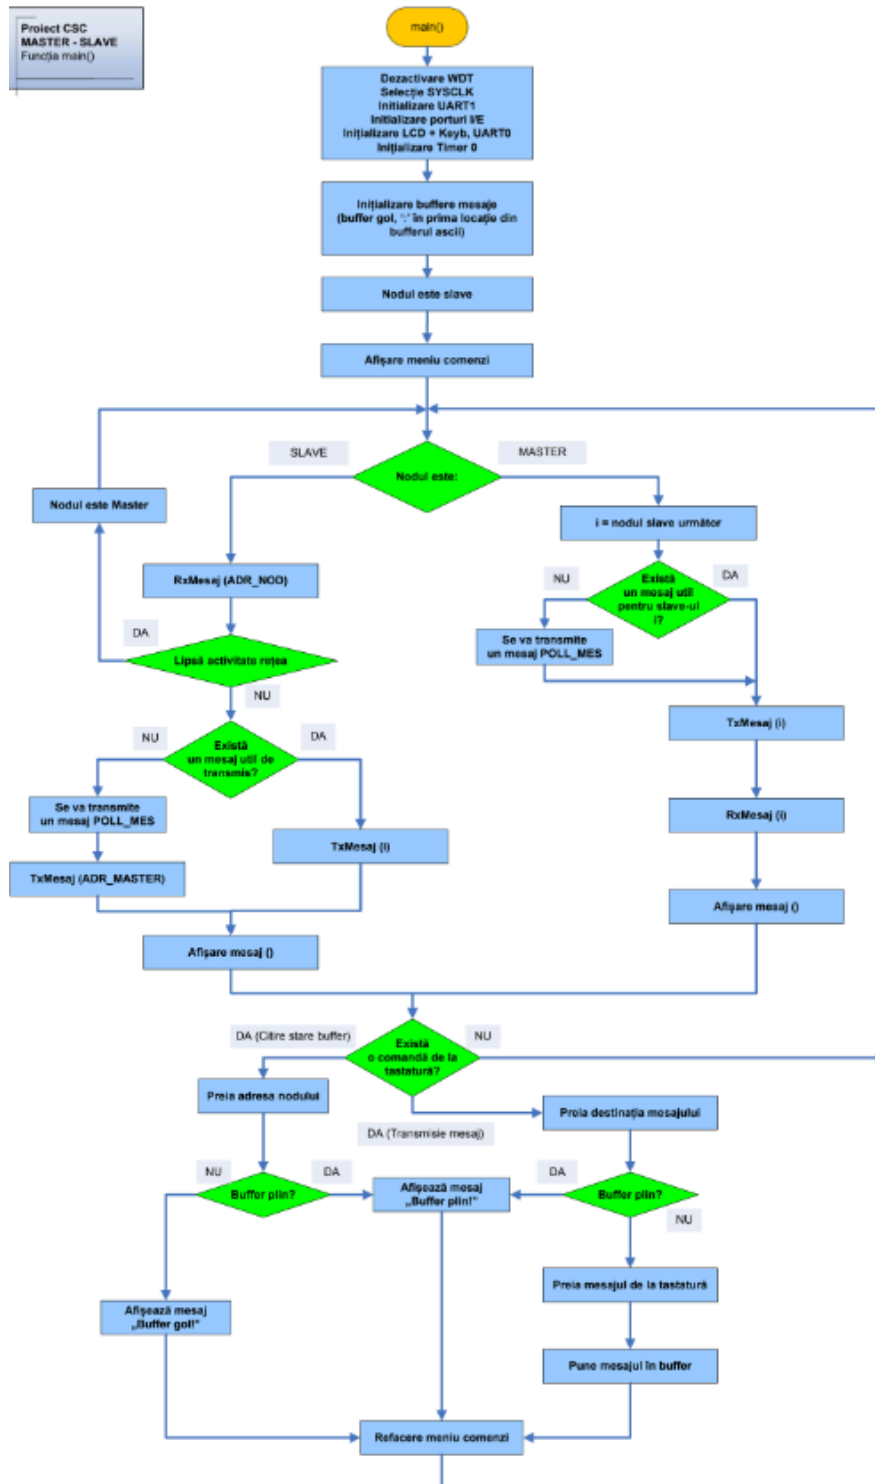 Proiect CSC
MASTER - SLAVE
Funcția main()
main()
Dezactivare WDT
Selecție SYSCLK
Initializare UART1
Inițializare porturi I/E
Inițializare LCD + Keyb, UART0
Inițializare Timer 0
Inițializare buffere mesaje
(buffer gol, ':' în prima locație din
bufferul ascii)
Nodul este slave
Afișare meniu comenzi
SLAVE
Nodul este:
MASTER
Nodul este Master
i = nodul slave următor
RxMesaj (ADR_NOD)
NU
Există
un mesaj util
pentru slave-ul
i?
DA
DA
Lipsă activitate rețea
Se va transmite
un mesaj POLL_MES
NU
TxMesaj (i)
NU
Există
un mesaj util de
transmis?
DA
Se va transmite
un mesaj POLL_MES
RxMesaj (i)
TxMesaj (i)
TxMesaj (ADR_MASTER)
Afișare mesaj ()
Afișare mesaj ()
DA (Citire stare buffer)
Există
o comandă de la
tastatură?
NU
Preia adresa nodului
Preia destinația mesajului
DA (Transmisie mesaj)
NU
Buffer plin?
DA
Afișează mesaj
„Buffer plin!”
DA
Buffer plin?
NU
Preia mesajul de la tastatură
Afișează mesaj
„Buffer gol!”
Pune mesajul în buffer
Refacere meniu comenzi